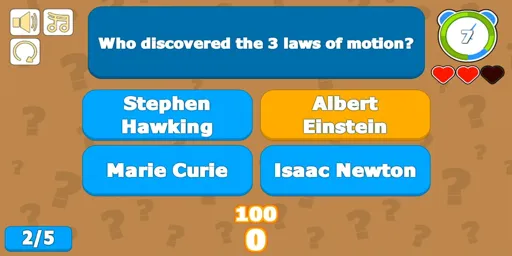 Who discovered the 3 laws of motion?
7
Stephen
Hawking
Albert
Einstein
Marie Curie
Isaac Newton
100
0
2/5